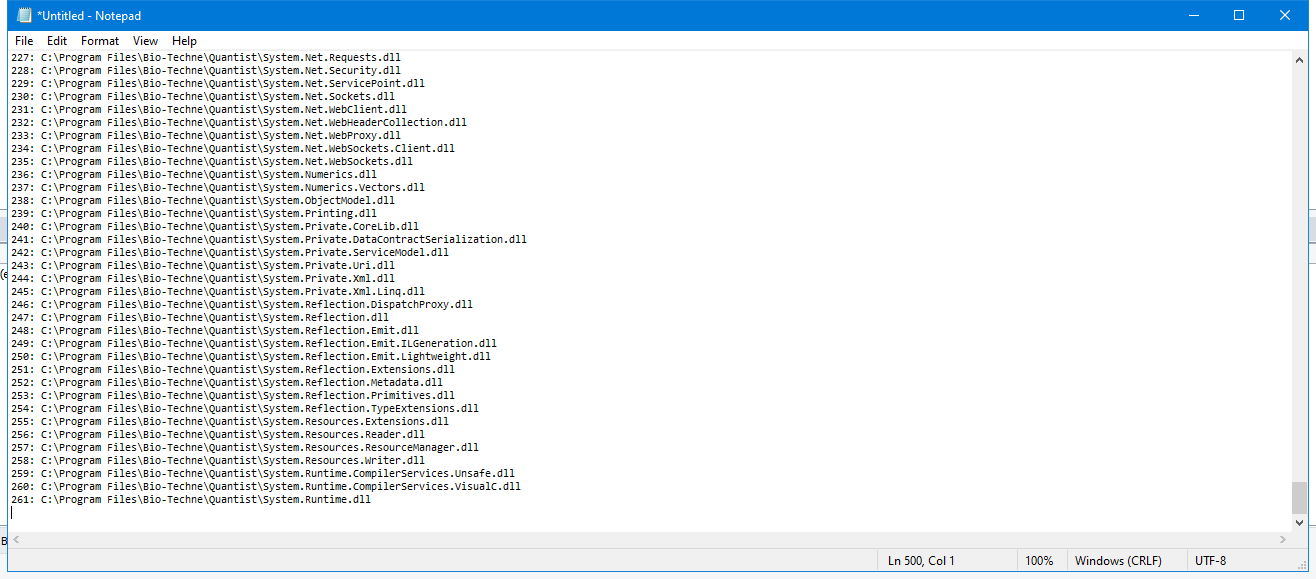 *Untitled - Notepad
File Edit Format View Help
227: C:\Program Files\Bio-Techne\Quantist\System.Net.Requests.dll
228: C:\Program Files\Bio-Techne\Quantist\System.Net.Security.dll
229: C:\Program Files\Bio-Techne\Quantist\System.Net.ServicePoint.dll
230: C:\Program Files\Bio-Techne\Quantist\System.Net.Sockets.dll
231: C:\Program Files\Bio-Techne\Quantist\System.Net.WebClient.dll
232: C:\Program Files\Bio-Techne\Quantist\System.Net.WebHeaderCollection.dll
233: C:\Program Files\Bio-Techne\Quantist\System.Net.WebProxy.dll
234: C:\Program Files\Bio-Techne\Quantist\System.Net.WebSockets.Client.dll
235: C:\Program Files\Bio-Techne\Quantist\System.Net.WebSockets.dll
236: C:\Program Files\Bio-Techne\Quantist\System.Numerics.dll
237: C:\Program Files\Bio-Techne\Quantist\System.Numerics.Vectors.dll
238: C:\Program Files\Bio-Techne\Quantist\System.ObjectModel.dll
239: C:\Program Files\Bio-Techne\Quantist\System.Printing.dll
240: C:\Program Files\Bio-Techne\Quantist\System.Private.CoreLib.dll
241: C:\Program Files\Bio-Techne\Quantist\System.Private.DataContractSerialization.dll
242: C:\Program Files\Bio-Techne\Quantist\System.Private.ServiceModel.dll
243: C:\Program Files\Bio-Techne\Quantist\System.Private.Uri.dll
244: C:\Program Files\Bio-Techne\Quantist\System.Private.Xml.dll
245: C:\Program Files\Bio-Techne\Quantist\System.Private.Xml.Linq.dll
246: C:\Program Files\Bio-Techne\Quantist\System.Reflection.DispatchProxy.dll
247: C:\Program Files\Bio-Techne\Quantist\System.Reflection.dll
248: C:\Program Files\Bio-Techne\Quantist\System.Reflection.Emit.dll
249: C:\Program Files\Bio-Techne\Quantist\System.Reflection.Emit.ILGeneration.dll
250: C:\Program Files\Bio-Techne\Quantist\System.Reflection.Emit.Lightweight.dll
251: C:\Program Files\Bio-Techne\Quantist\System.Reflection.Extensions.dll
252: C:\Program Files\Bio-Techne\Quantist\System.Reflection.Metadata.dll
253: C:\Program Files\Bio-Techne\Quantist\System.Reflection.Primitives.dll
254: C:\Program Files\Bio-Techne\Quantist\System.Reflection.TypeExtensions.dll
255: C:\Program Files\Bio-Techne\Quantist\System.Resources.Extensions.dll
256: C:\Program Files\Bio-Techne\Quantist\System.Resources.Reader.dll
257: C:\Program Files\Bio-Techne\Quantist\System.Resources.ResourceManager.dll
258: C:\Program Files\Bio-Techne\Quantist\System.Resources.Writer.dll
259: C:\Program Files\Bio-Techne\Quantist\System.Runtime.CompilerServices.Unsafe.dll
260: C:\Program Files\Bio-Techne\Quantist\System.Runtime.CompilerServices.VisualC.dll
261: C:\Program Files\Bio-Techne\Quantist\System.Runtime.dll
Ln 500, Col 1 100% Windows (CRLF) UTF-8